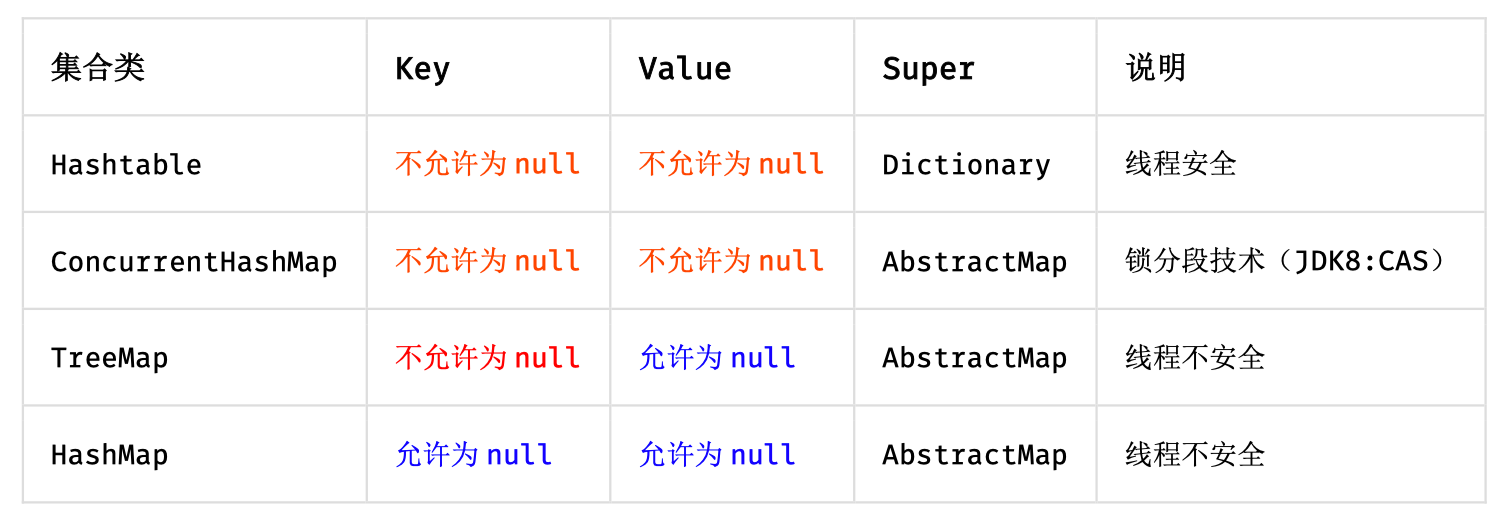 集合类 Key Value Super 说明
Hashtable 不允许为 null 不允许为 null Dictionary 线程安全
ConcurrentHashMap 不允许为 null 不允许为 null AbstractMap 锁分段技术（JDK8:CAS）
TreeMap 不允许为 null 允许为 null AbstractMap 线程不安全
HashMap 允许为 null 允许为 null AbstractMap 线程不安全